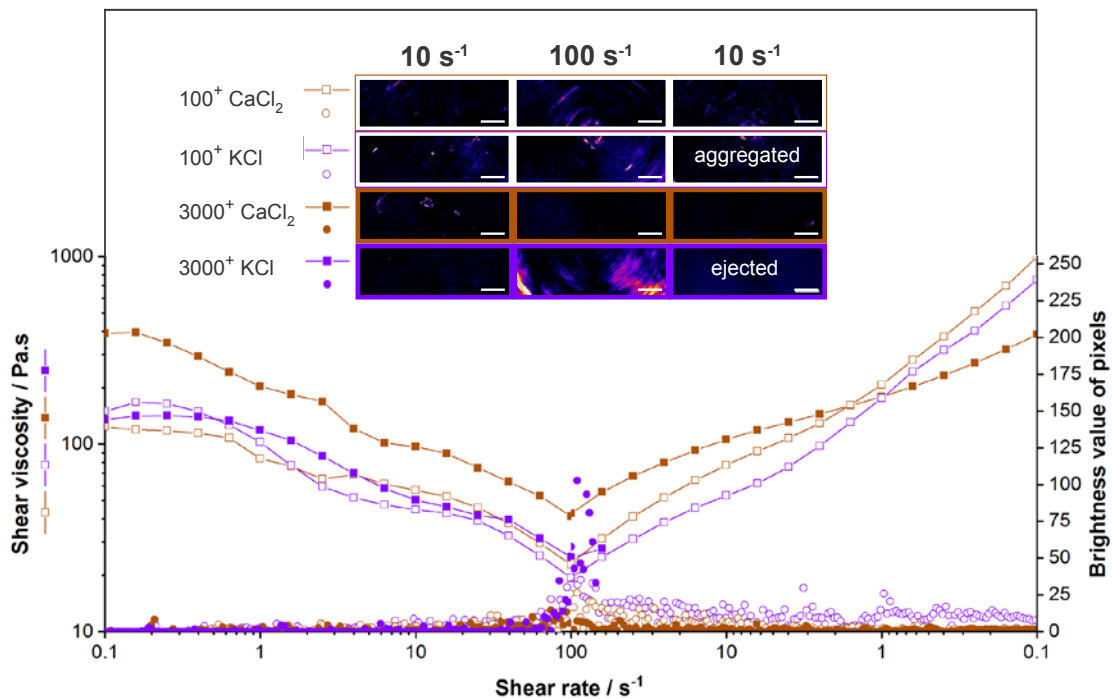 10 s⁻¹ 100 s⁻¹ 10 s⁻¹
100⁺ CaCl₂
100⁺ KCl
aggregated
3000⁺ CaCl₂
3000⁺ KCl
ejected
Shear viscosity / Pa.s
1000
100
10
250
225
200
175
150
125
100
75
50
25
0
Brightness value of pixels
0.1 1 10 100 10 1 0.1
Shear rate / s⁻¹